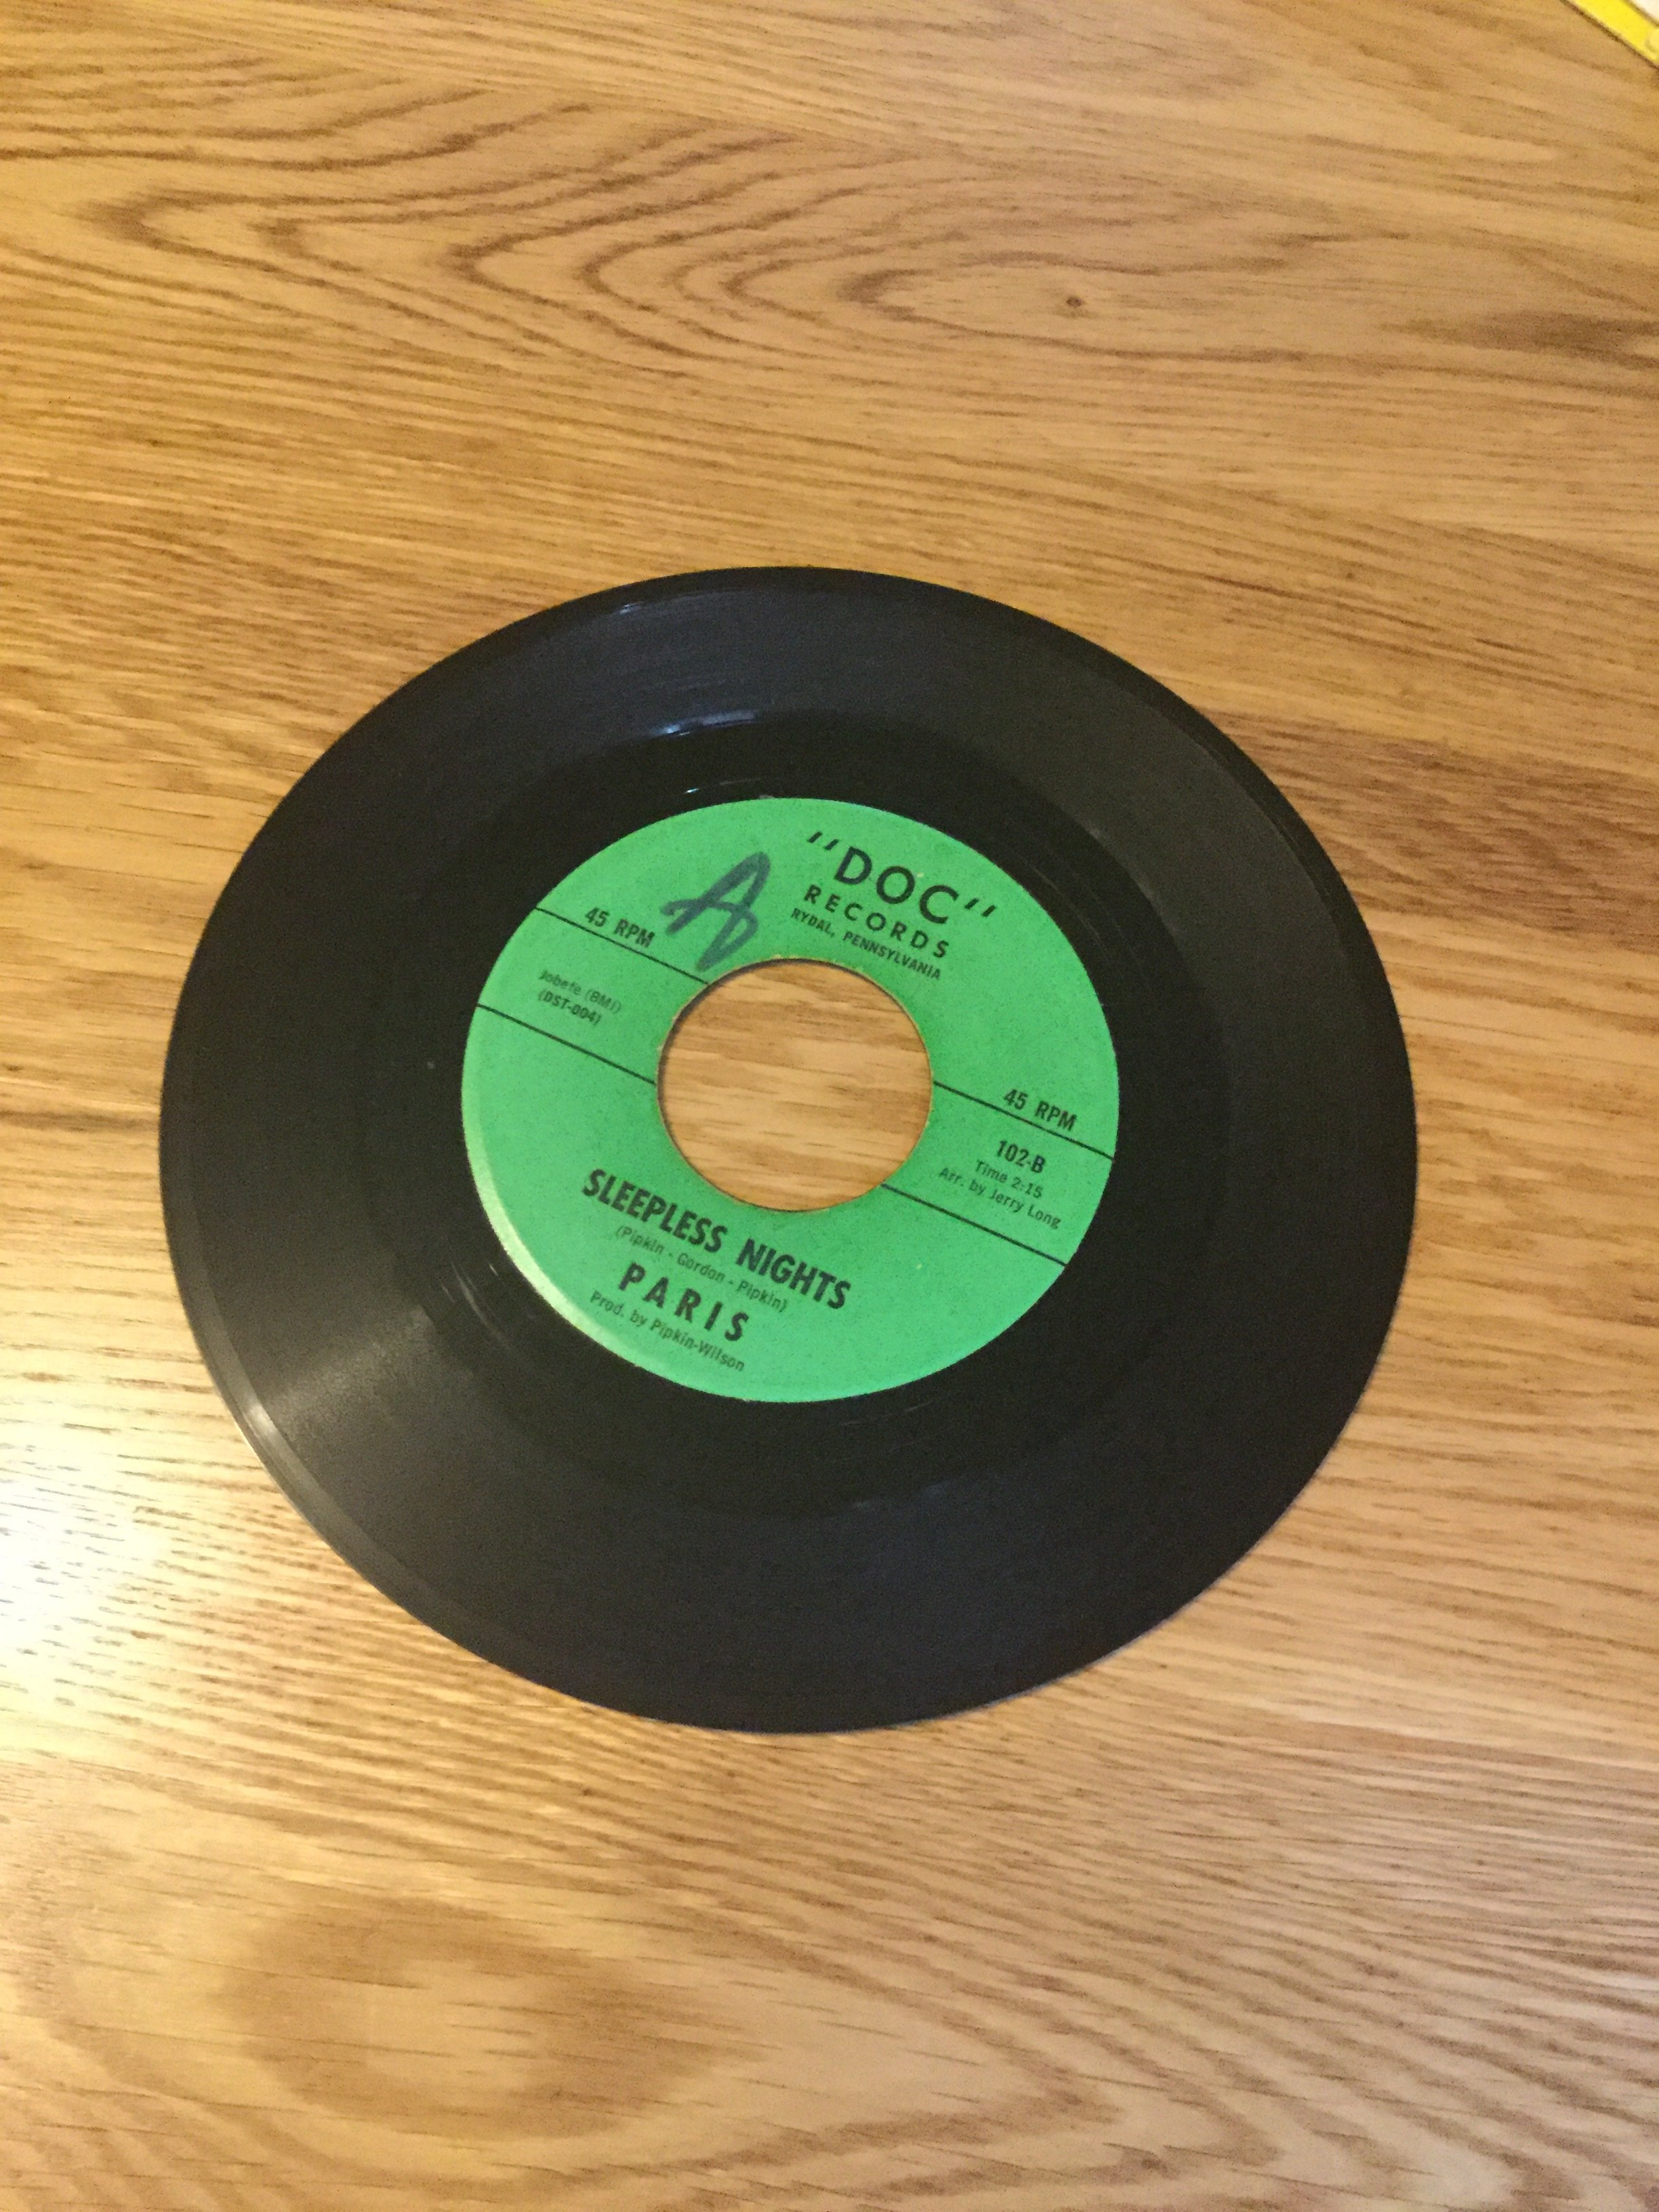 "DOC"
RECORDS
RYDAL, PENNSYLVANIA
A
45 RPM
Jobete (BMI)
(DST-004)
45 RPM
102-B
Time 2:15
Arr. by Jerry Long
SLEEPLESS NIGHTS
(Pipkin - Gordon - Pipkin)
PARIS
Prod. by Pipkin-Wilson